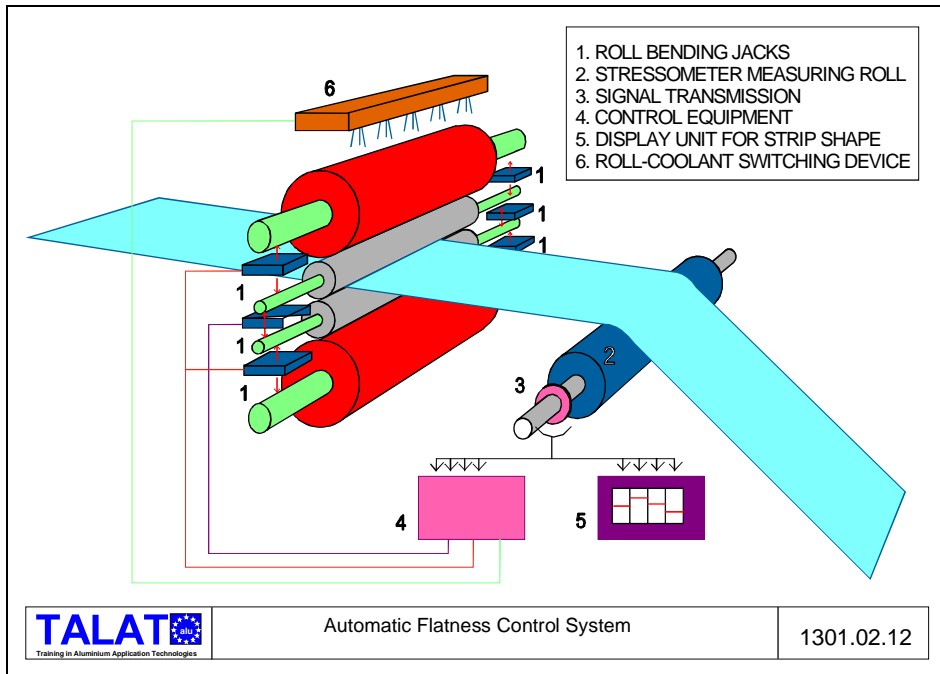 1. ROLL BENDING JACKS
2. STRESSOMETER MEASURING ROLL
3. SIGNAL TRANSMISSION
4. CONTROL EQUIPMENT
5. DISPLAY UNIT FOR STRIP SHAPE
6. ROLL-COOLANT SWITCHING DEVICE
6
1
1
1
1
1
1
2
3
4
5
TALAT
alu
Training in Aluminium Application Technologies
Automatic Flatness Control System
1301.02.12